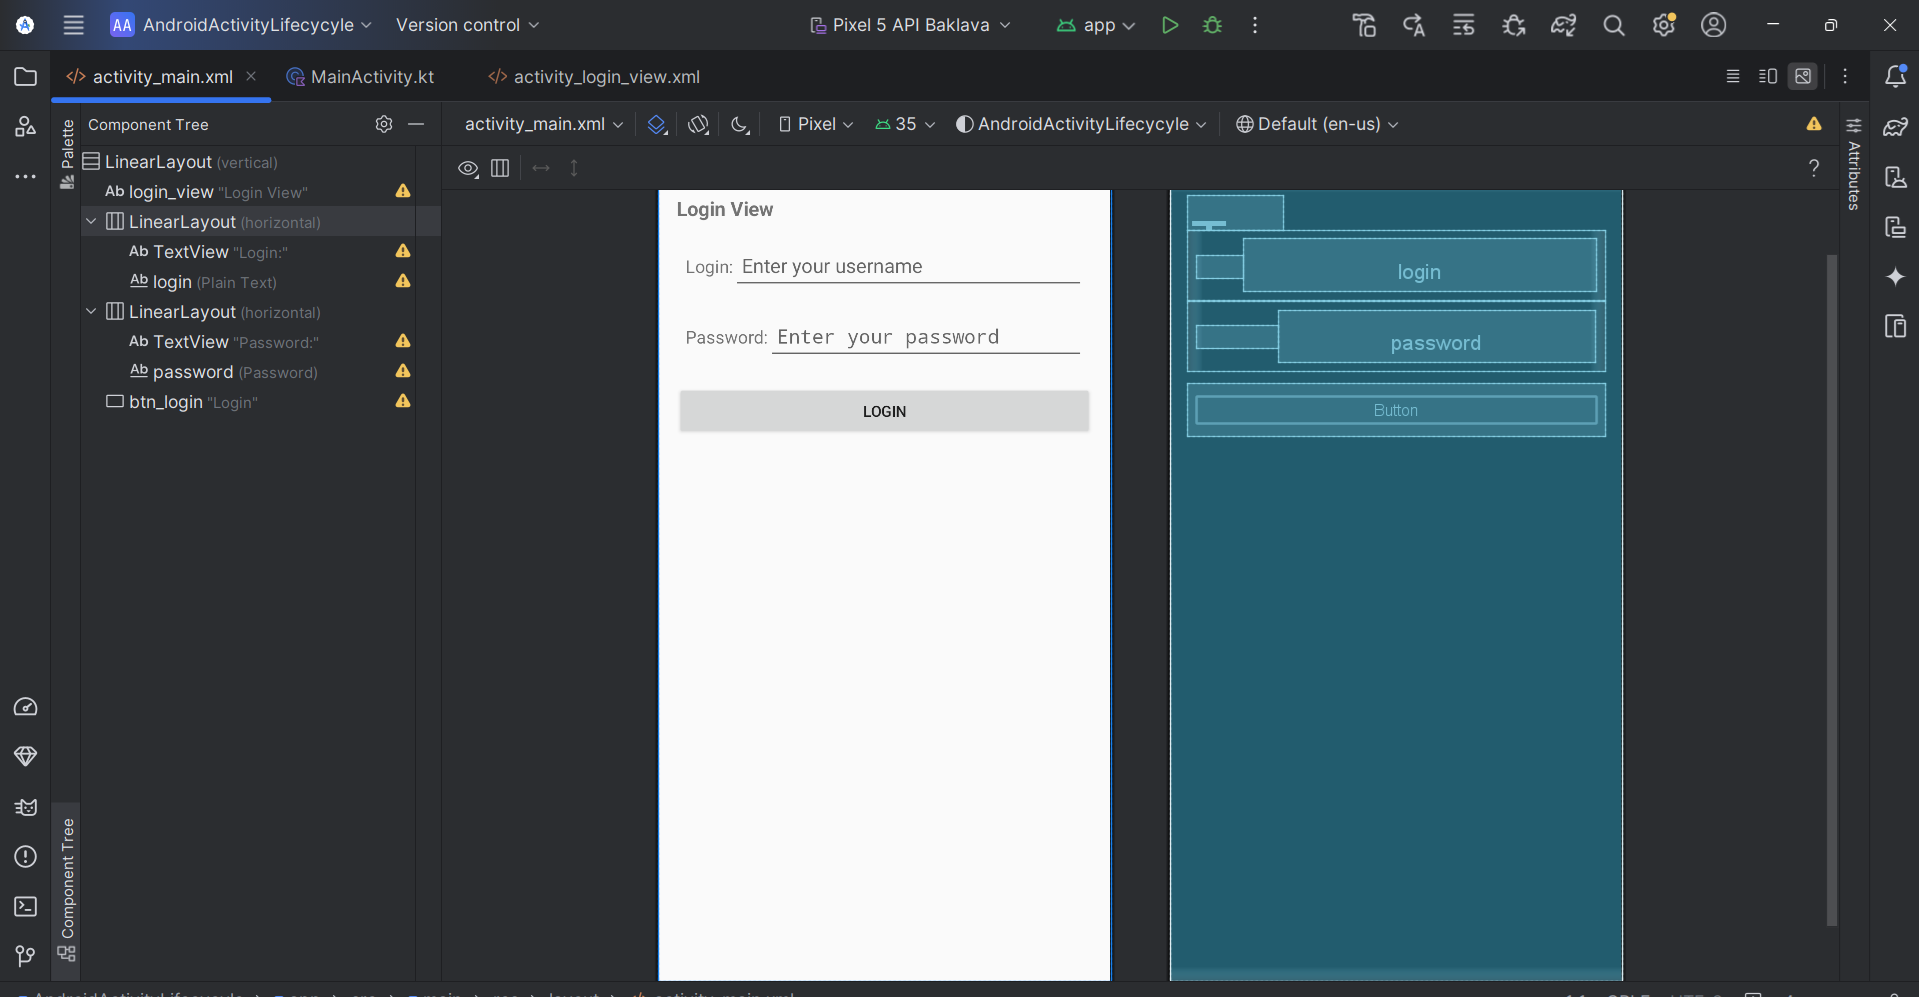 AA AndroidActivityLifecycyle Version control Pixel 5 API Baklava app
activity_main.xml MainActivity.kt activity_login_view.xml
Palette
Component Tree
activity_main.xml Pixel 35 AndroidActivityLifecycyle Default (en-us)
Attributes
?
LinearLayout (vertical)
Ab login_view "Login View"
LinearLayout (horizontal)
Ab TextView "Login:"
Ab login (Plain Text)
LinearLayout (horizontal)
Ab TextView "Password:"
Ab password (Password)
btn_login "Login"
Component Tree
Login View
Login: Enter your username
Password: Enter your password
LOGIN
login
password
Button